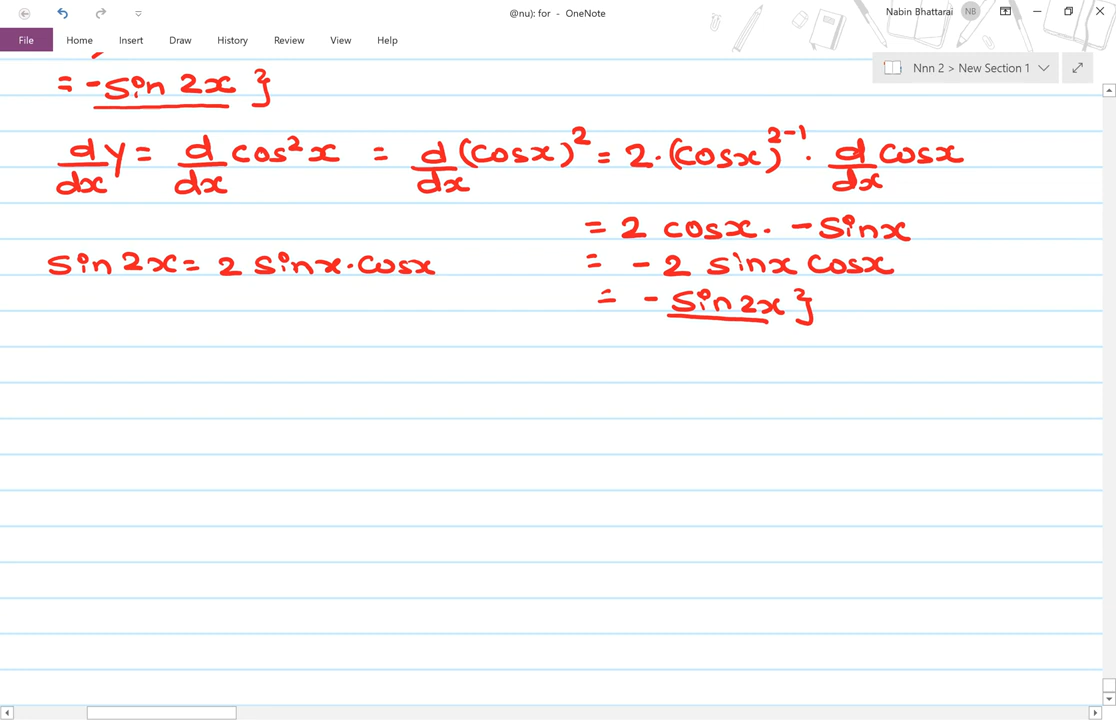 @nu): for - OneNote
Nabin Bhattarai NB
File Home Insert Draw History Review View Help
Nnn 2 > New Section 1
= - sin 2x }
d/dx y = d/dx cos²x = d/dx (cosx)² = 2·(cosx)²⁻¹ · d/dx cosx
= 2 cosx · - sinx
sin 2x = 2 sinx·cosx
= - 2 sinx cosx
= - sin 2x }